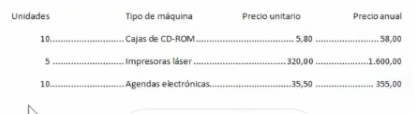 Unidades Tipo de máquina Precio unitario Precio anual
10.............................. Cajas de CD-ROM................................ 5,80 .............................. 58,00
5 .............................. Impresoras láser ................................ 320,00 ..........................1.600,00
10.............................. Agendas electrónicas............................ 35,50 .............................. 355,00